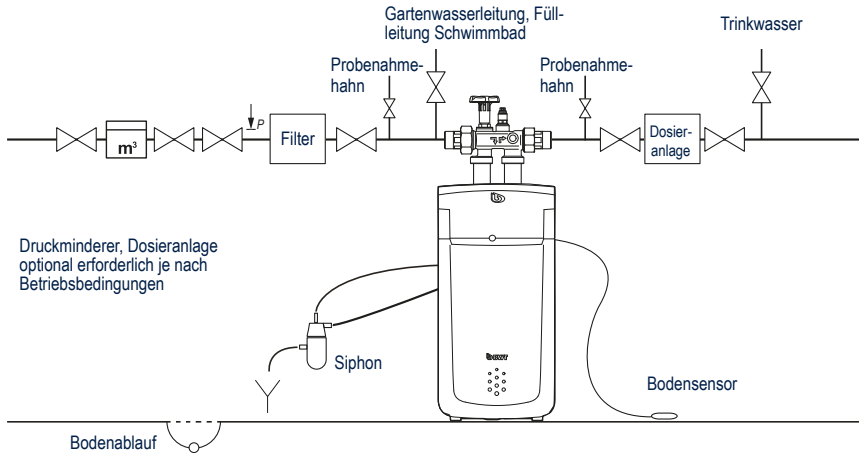 Gartenwasserleitung, Füll-
leitung Schwimmbad
Trinkwasser
Probenahme-
hahn
Probenahme-
hahn
P
m³
Filter
Dosier-
anlage
Druckminderer, Dosieranlage
optional erforderlich je nach
Betriebsbedingungen
Siphon
BWT
Bodensensor
Bodenablauf